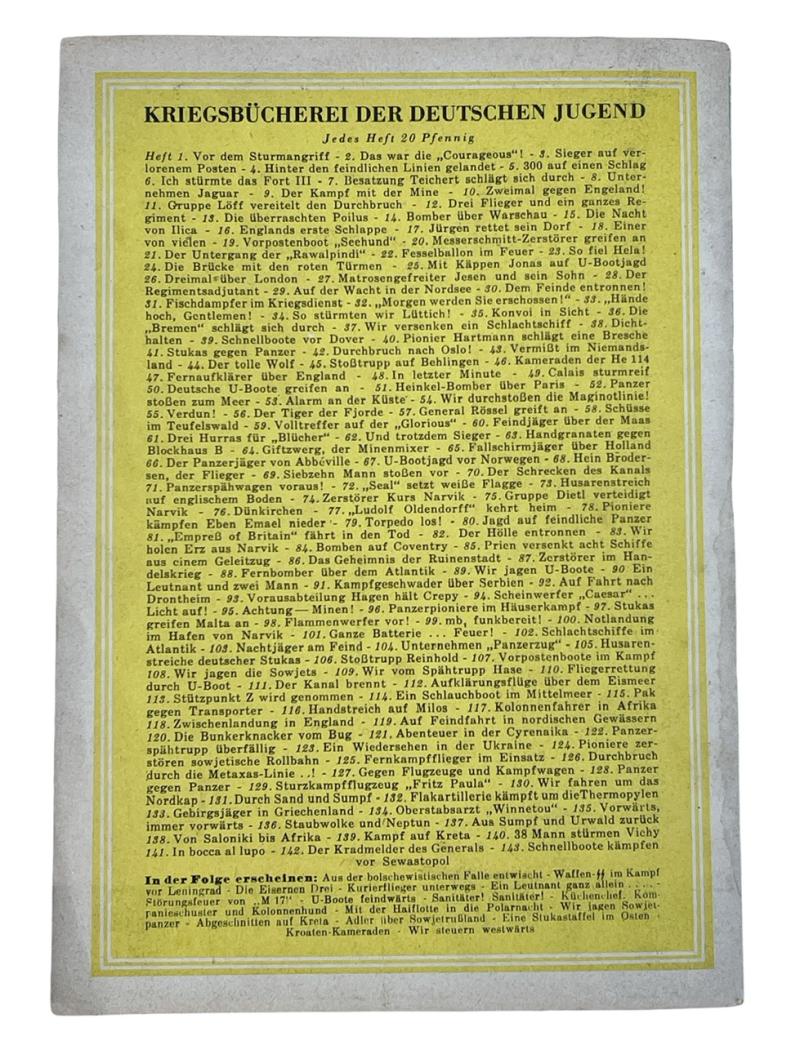 KRIEGSBÜCHEREI DER DEUTSCHEN JUGEND
Jedes Heft 20 Pfennig
Heft 1. Vor dem Sturmangriff - 2. Das war die „Courageous“! - 3. Sieger auf ver-
lorenem Posten - 4. Hinter den feindlichen Linien gelandet - 5. 300 auf einen Schlag
6. Ich stürmte das Fort III - 7. Besatzung Teichert schlägt sich durch - 8. Unter-
nehmen Jaguar - 9. Der Kampf mit der Mine - 10. Zweimal gegen Engeland!
11. Gruppe Löff vereitelt den Durchbruch - 12. Drei Flieger und ein ganzes Re-
giment - 13. Die überraschten Poilus - 14. Bomber über Warschau - 15. Die Nacht
von Ilica - 16. Englands erste Schlappe - 17. Jürgen rettet sein Dorf - 18. Einer
von vielen - 19. Vorpostenboot „Seehund“ - 20. Messerschmitt-Zerstörer greifen an
21. Der Untergang der „Rawalpindi“ - 22. Fesselballon im Feuer - 23. So fiel Hela!
24. Die Brücke mit den roten Türmen - 25. Mit Käppen Jonas auf U-Bootjagd
26. Dreimal über London - 27. Matrosengefreiter Jesen und sein Sohn - 28. Der
Regimentsadjutant - 29. Auf der Wacht in der Nordsee - 30. Dem Feinde entronnen!
31. Fischdampfer im Kriegsdienst - 32. „Morgen werden Sie erschossen!“ - 33. „Hände
hoch, Gentlemen! - 34. So stürmten wir Lüttich! - 35. Konvoi in Sicht - 36. Die
„Bremen“ schlägt sich durch - 37. Wir versenken ein Schlachtschiff - 38. Dicht-
halten - 39. Schnellboote vor Dover - 40. Pionier Hartmann schlägt eine Bresche
41. Stukas gegen Panzer - 42. Durchbruch nach Oslo! - 43. Vermißt im Niemands-
land - 44. Der tolle Wolf - 45. Stoßtrupp auf Behlingen - 46. Kameraden der He 114
47. Fernaufklärer über England - 48. In letzter Minute - 49. Calais sturmreif
50. Deutsche U-Boote greifen an - 51. Heinkel-Bomber über Paris - 52. Panzer
stoßen zum Meer - 53. Alarm an der Küste - 54. Wir durchstoßen die Maginotlinie!
55. Verdun! - 56. Der Tiger der Fjorde - 57. General Rössel greift an - 58. Schüsse
im Teufelswald - 59. Volltreffer auf der „Glorious“ - 60. Feindjäger über der Maas
61. Drei Hurras für „Blücher“ - 62. Und trotzdem Sieger - 63. Handgranaten gegen
Blockhaus B - 64. Giftzwerg, der Minenmixer - 65. Fallschirmjäger über Holland
66. Der Panzerjäger von Abbéville - 67. U-Bootjagd vor Norwegen - 68. Hein Broder-
sen, der Flieger - 69. Siebzehn Mann stoßen vor - 70. Der Schrecken des Kanals
71. Panzerspähwagen voraus! - 72. „Seal“ setzt weiße Flagge - 73. Husarenstreich
auf englischem Boden - 74. Zerstörer Kurs Narvik - 75. Gruppe Dietl verteidigt
Narvik - 76. Dünkirchen - 77. „Ludolf Oldendorff“ kehrt heim - 78. Pioniere
kämpfen Eben Emael nieder - 79. Torpedo los! - 80. Jagd auf feindliche Panzer
81. „Empreß of Britain“ fährt in den Tod - 82. Der Hölle entronnen - 83. Wir
holen Erz aus Narvik - 84. Bomben auf Coventry - 85. Prien versenkt acht Schiffe
aus einem Geleitzug - 86. Das Geheimnis der Ruinenstadt - 87. Zerstörer im Han-
delskrieg - 88. Fernbomber über dem Atlantik - 89. Wir jagen U-Boote - 90 Ein
Leutnant und zwei Mann - 91. Kampfgeschwader über Serbien - 92. Auf Fahrt nach
Drontheim - 93. Vorausabteilung Hagen hält Crepy - 94. Scheinwerfer „Caesar“ ...
Licht auf! - 95. Achtung — Minen! - 96. Panzerpioniere im Häuserkampf - 97. Stukas
greifen Malta an - 98. Flammenwerfer vor! - 99. mb, funkbereit! - 100. Notlandung
im Hafen von Narvik - 101. Ganze Batterie ... Feuer! - 102. Schlachtschiffe im
Atlantik - 103. Nachtjäger am Feind - 104. Unternehmen „Panzerzug“ - 105. Husaren-
streiche deutscher Stukas - 106. Stoßtrupp Reinhold - 107. Vorpostenboote im Kampf
108. Wir jagen die Sowjets - 109. Wir vom Spähtrupp Hase - 110. Fliegerrettung
durch U-Boot - 111. Der Kanal brennt - 112. Aufklärungsflüge über dem Eismeer
113. Stützpunkt Z wird genommen - 114. Ein Schlauchboot im Mittelmeer - 115. Pak
gegen Transporter - 116. Handstreich auf Milos - 117. Kolonnenfahrer in Afrika
118. Zwischenlandung in England - 119. Auf Feindfahrt in nordischen Gewässern
120. Die Bunkerknacker vom Bug - 121. Abenteuer in der Cyrenaika - 122. Panzer-
spähtrupp überfällig - 123. Ein Wiedersehen in der Ukraine - 124. Pioniere zer-
stören sowjetische Rollbahn - 125. Fernkampfflieger im Einsatz - 126. Durchbruch
durch die Metaxas-Linie ..! - 127. Gegen Flugzeuge und Kampfwagen - 128. Panzer
gegen Panzer - 129. Sturzkampfflugzeug „Fritz Paula“ - 130. Wir fahren um das
Nordkap - 131. Durch Sand und Sumpf - 132. Flakartillerie kämpft um die Thermopylen
133. Gebirgsjäger in Griechenland - 134. Oberstabsarzt „Winnetou“ - 135. Vorwärts,
immer vorwärts - 136. Staubwolke und Neptun - 137. Aus Sumpf und Urwald zurück
138. Von Saloniki bis Afrika - 139. Kampf auf Kreta - 140. 38 Mann stürmen Vichy
141. In bocca al lupo - 142. Der Kradmelder des Generals - 143. Schnellboote kämpfen
vor Sewastopol
In der Folge erscheinen: Aus der bolschewistischen Falle entwischt - Waffen-ᛋᛋ im Kampf
vor Leningrad - Die Eisernen Drei - Kurierflieger unterwegs - Ein Leutnant ganz allein ..... -
Störungsfeuer von „M 17“ - U-Boote feindwärts - Sanitäter! Sanitäter! - Küchenchef, Kom-
panieschuster und Kolonnenhund - Mit der Haiflotte in die Polarnacht - Wir jagen Sowjet-
panzer - Abgeschnitten auf Kreta - Adler über Sowjetrußland - Eine Stukastaffel im Osten -
Kroaten-Kameraden - Wir steuern westwärts